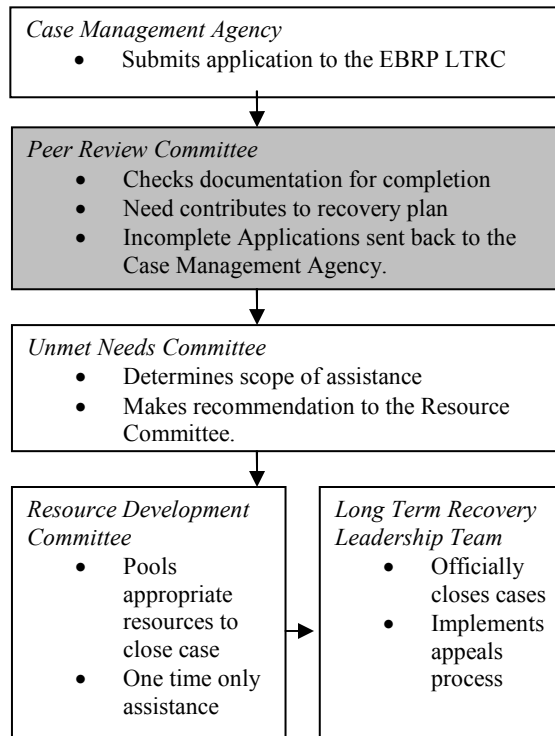 Case Management Agency
• Submits application to the EBRP LTRC
Peer Review Committee
• Checks documentation for completion
• Need contributes to recovery plan
• Incomplete Applications sent back to the
Case Management Agency.
Unmet Needs Committee
• Determines scope of assistance
• Makes recommendation to the Resource
Committee.
Resource Development
Committee
• Pools
appropriate
resources to
close case
• One time only
assistance
Long Term Recovery
Leadership Team
• Officially
closes cases
• Implements
appeals
process